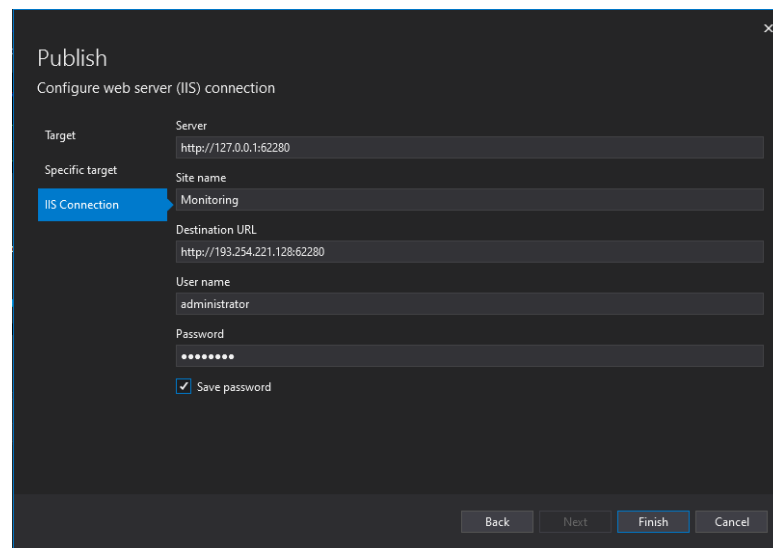 Publish
Configure web server (IIS) connection
Target
Specific target
IIS Connection
Server
http://127.0.0.1:62280
Site name
Monitoring
Destination URL
http://193.254.221.128:62280
User name
administrator
Password
••••••••
Save password
Back
Next
Finish
Cancel